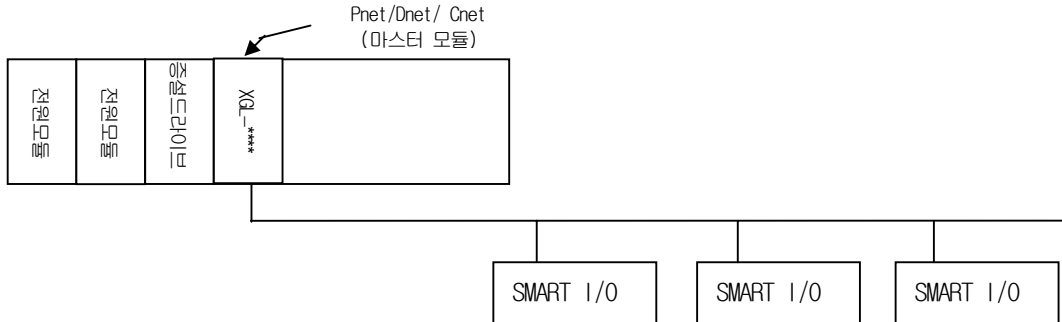 Pnet/Dnet/ Cnet
(마스터 모듈)
전원모듈
전원모듈
증설드라이브
XGL_****
SMART I/O
SMART I/O
SMART I/O